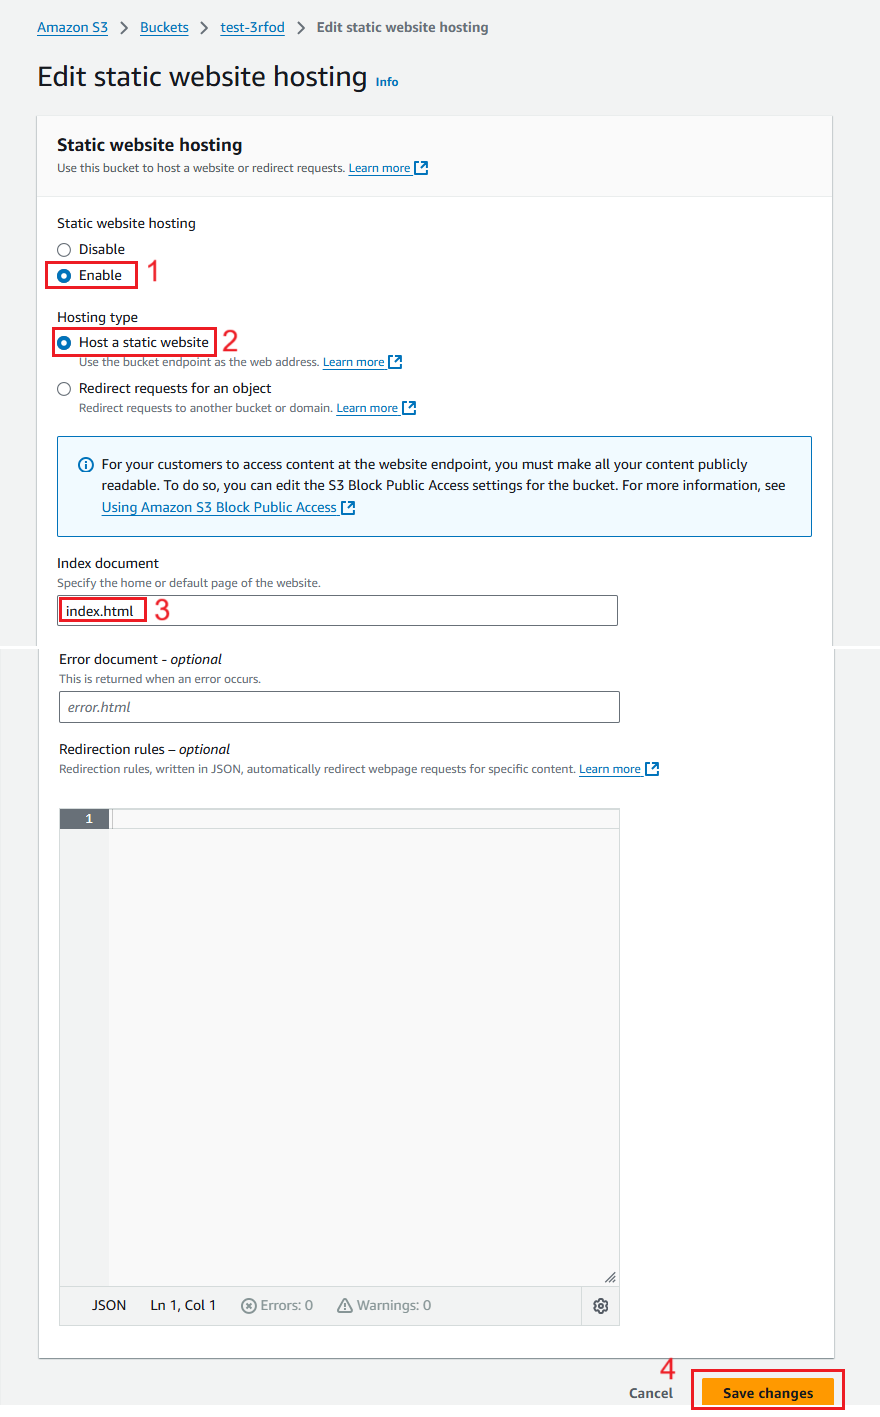 Amazon S3 > Buckets > test-3rfod > Edit static website hosting
Edit static website hosting Info
Static website hosting
Use this bucket to host a website or redirect requests. Learn more
Static website hosting
Disable
Enable 1
Hosting type
Host a static website 2
Use the bucket endpoint as the web address. Learn more
Redirect requests for an object
Redirect requests to another bucket or domain. Learn more
For your customers to access content at the website endpoint, you must make all your content publicly
readable. To do so, you can edit the S3 Block Public Access settings for the bucket. For more information, see
Using Amazon S3 Block Public Access
Index document
Specify the home or default page of the website.
index.html 3
Error document - optional
This is returned when an error occurs.
error.html
Redirection rules – optional
Redirection rules, written in JSON, automatically redirect webpage requests for specific content. Learn more
1
JSON Ln 1, Col 1 Errors: 0 Warnings: 0
4
Cancel Save changes